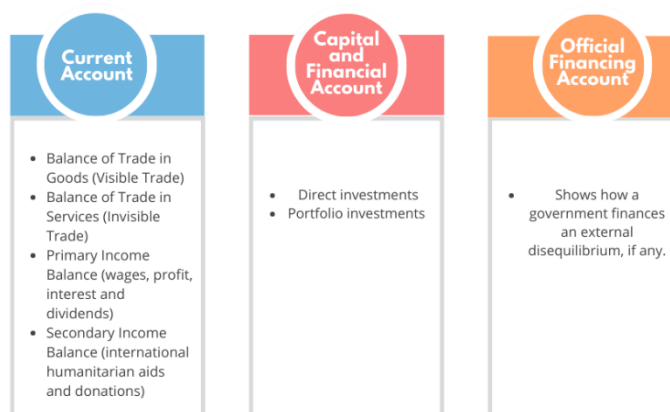 Current
Account
Capital
and
Financial
Account
Official
Financing
Account
• Balance of Trade in
Goods (Visible Trade)
• Balance of Trade in
Services (Invisible
Trade)
• Primary Income
Balance (wages, profit,
interest and
dividends)
• Secondary Income
Balance (international
humanitarian aids
and donations)
• Direct investments
• Portfolio investments
• Shows how a
government finances
an external
disequilibrium, if any.